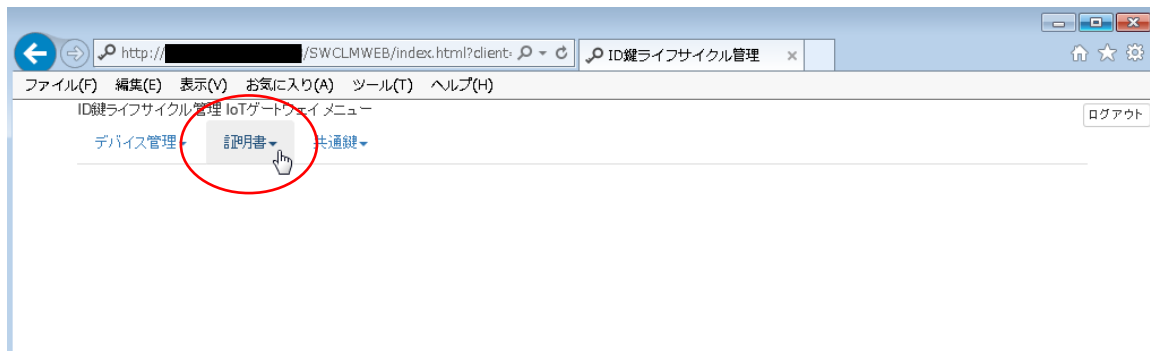 http:// /SWCLMWEB/index.html?client: ID鍵ライフサイクル管理
ファイル(F) 編集(E) 表示(V) お気に入り(A) ツール(T) ヘルプ(H)
ID鍵ライフサイクル管理 IoTゲートウェイ メニュー ログアウト
デバイス管理 証明書 共通鍵